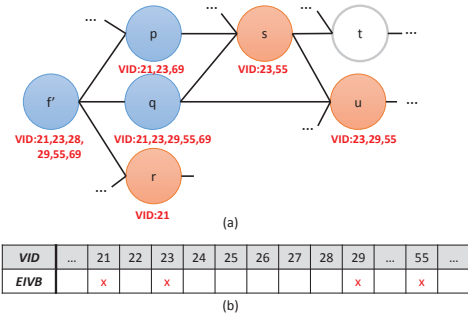 ... ... ...
p s t ...
VID:21,23,69 VID:23,55
f' q u ...
VID:21,23,28,
29,55,69
VID:21,23,29,55,69 ... VID:23,29,55
... r
VID:21
(a)
VID ... 21 22 23 24 25 26 27 28 29 ... 55 ...
EIVB x x x x
(b)